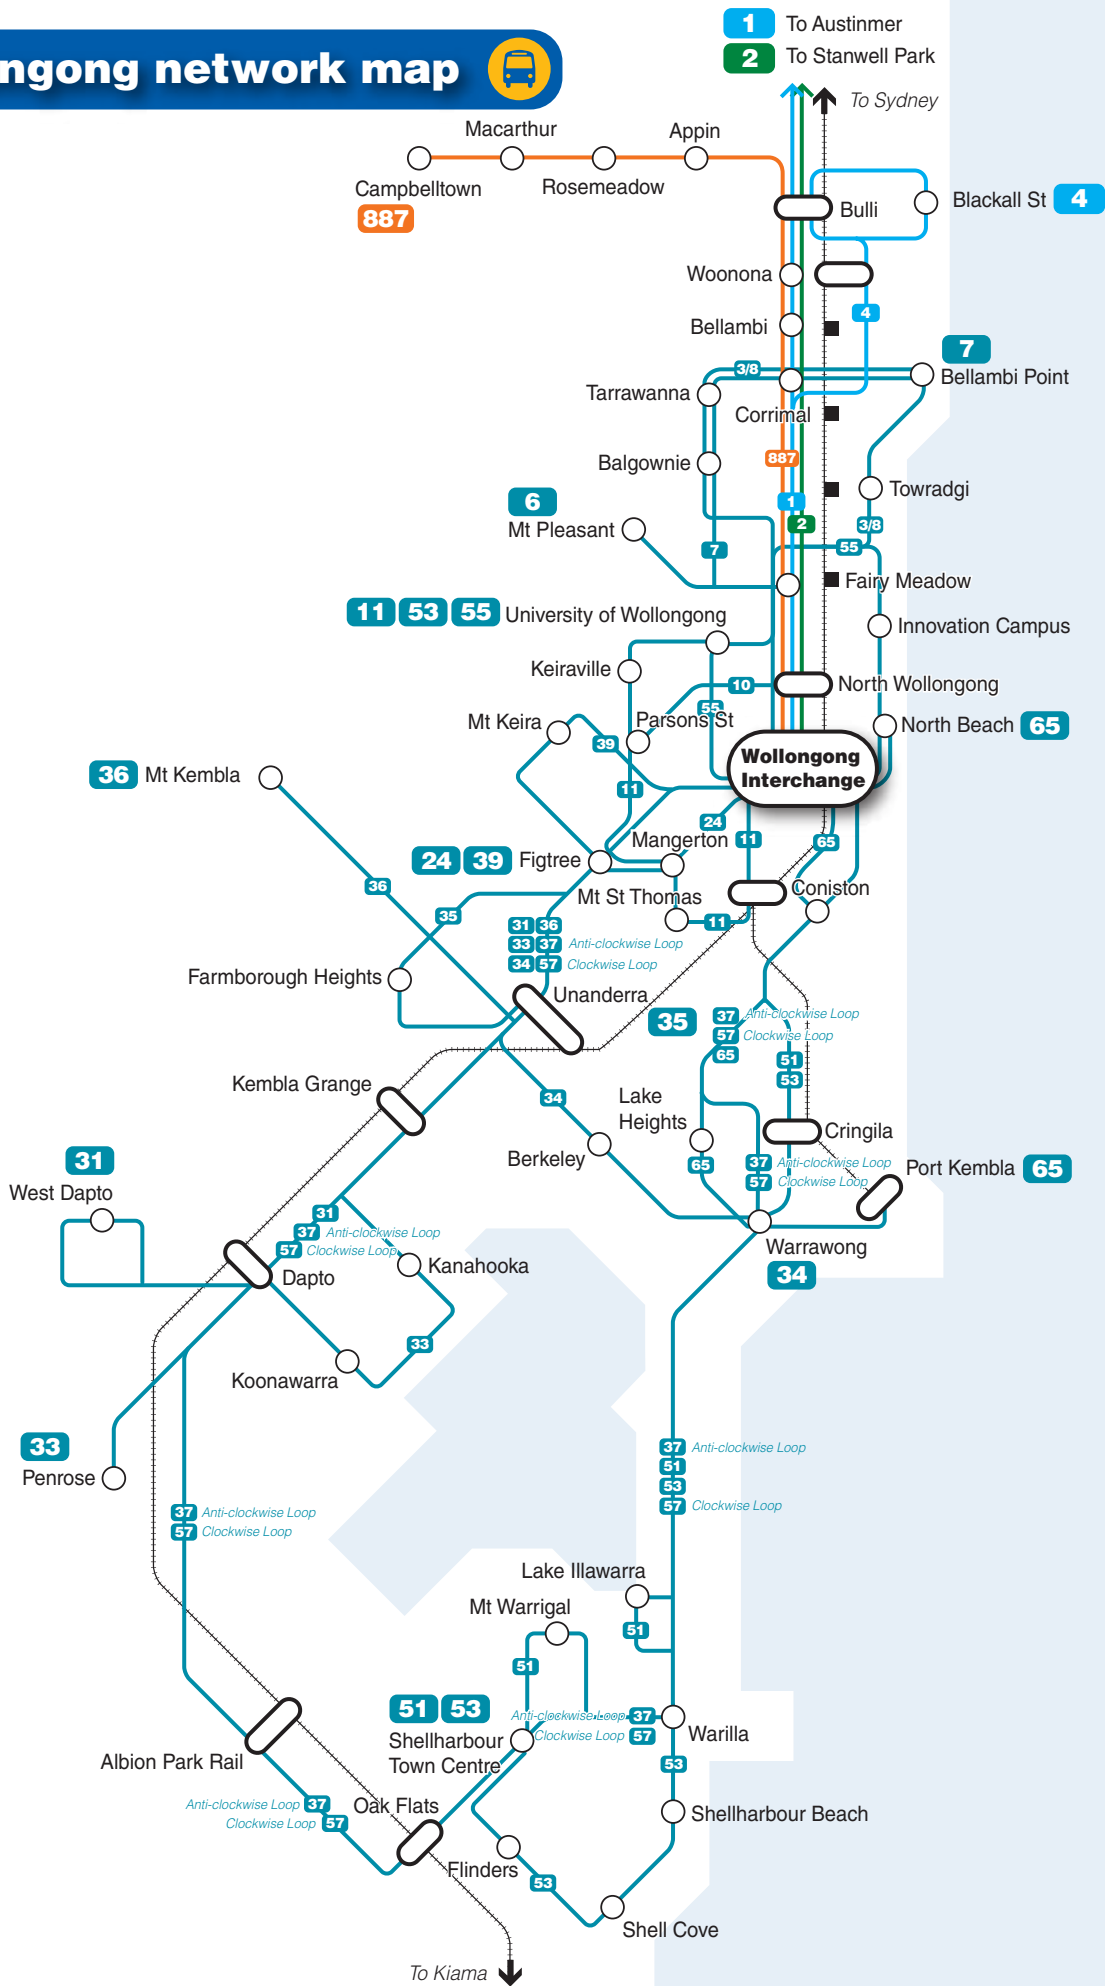 ngong network map
1 To Austinmer
2 To Stanwell Park
To Sydney
Macarthur
Appin
Campbelltown
Rosemeadow
887
Bulli
Blackall St 4
Woonona
4
Bellambi
7
3/8
Bellambi Point
Tarrawanna
Corrimal
887
Balgownie
6
1
Towradgi
Mt Pleasant
2
3/8
7
55
Fairy Meadow
11 53 55 University of Wollongong
Innovation Campus
Keiraville
10
North Wollongong
55
Mt Keira
Parsons St
North Beach 65
39
Wollongong
Interchange
36 Mt Kembla
11
24
Mangerton
11
65
24 39 Figtree
36
Mt St Thomas
Coniston
35
31 36
11
33 37 Anti-clockwise Loop
34 57 Clockwise Loop
Farmborough Heights
Unanderra
35
37 Anti-clockwise Loop
57 Clockwise Loop
65
51
53
Kembla Grange
34
Lake
Heights
Cringila
Berkeley
31
65
37 Anti-clockwise Loop
57 Clockwise Loop
Port Kembla 65
West Dapto
31
37 Anti-clockwise Loop
57 Clockwise Loop
Warrawong
34
Dapto
Kanahooka
33
Koonawarra
33
Penrose
37 Anti-clockwise Loop
51
53
57 Clockwise Loop
37 Anti-clockwise Loop
57 Clockwise Loop
Lake Illawarra
Mt Warrigal
51
51
51 53
Anti-clockwise Loop 37
Clockwise Loop 57
Shellharbour
Town Centre
Warilla
Albion Park Rail
53
Anti-clockwise Loop 37
Clockwise Loop 57
Oak Flats
Shellharbour Beach
Flinders
53
Shell Cove
To Kiama